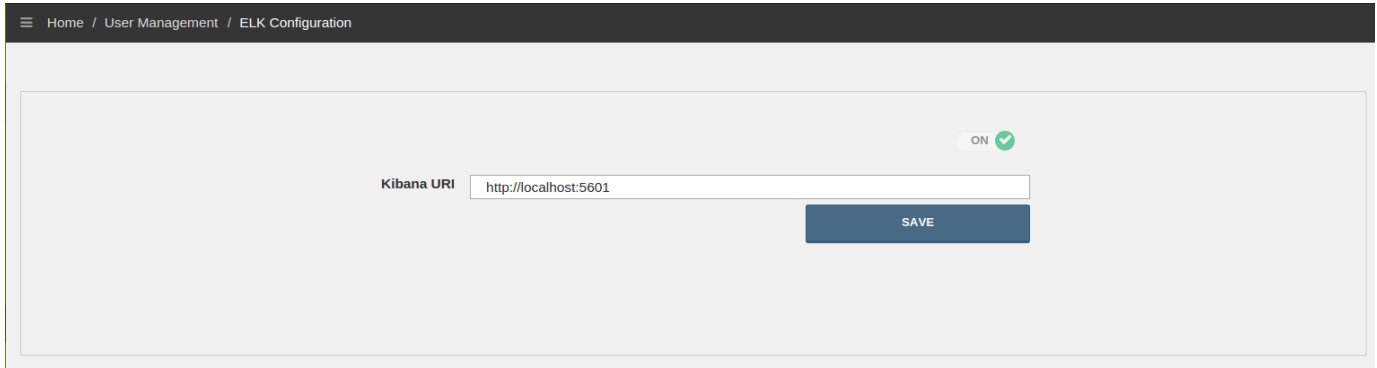 Home / User Management / ELK Configuration
ON
Kibana URI http://localhost:5601
SAVE